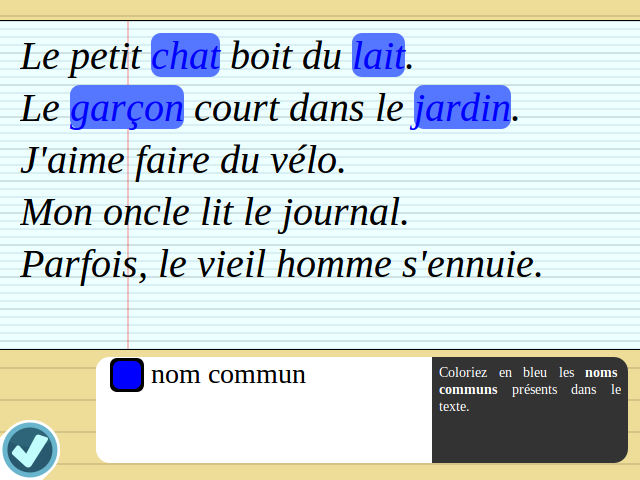 Le petit chat boit du lait.
Le garçon court dans le jardin.
J'aime faire du vélo.
Mon oncle lit le journal.
Parfois, le vieil homme s'ennuie.
nom commun
Coloriez en bleu les noms
communs présents dans le
texte.